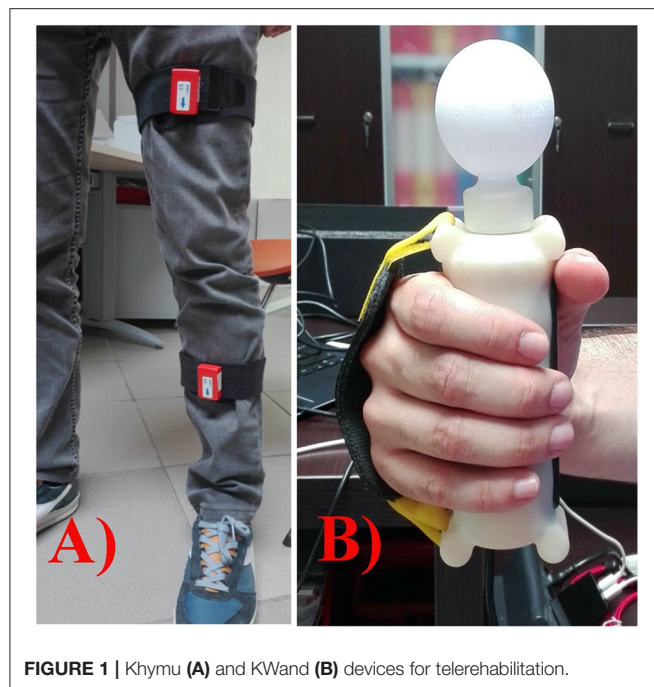 A)
B)
FIGURE 1 | Khymu (A) and KWand (B) devices for telerehabilitation.